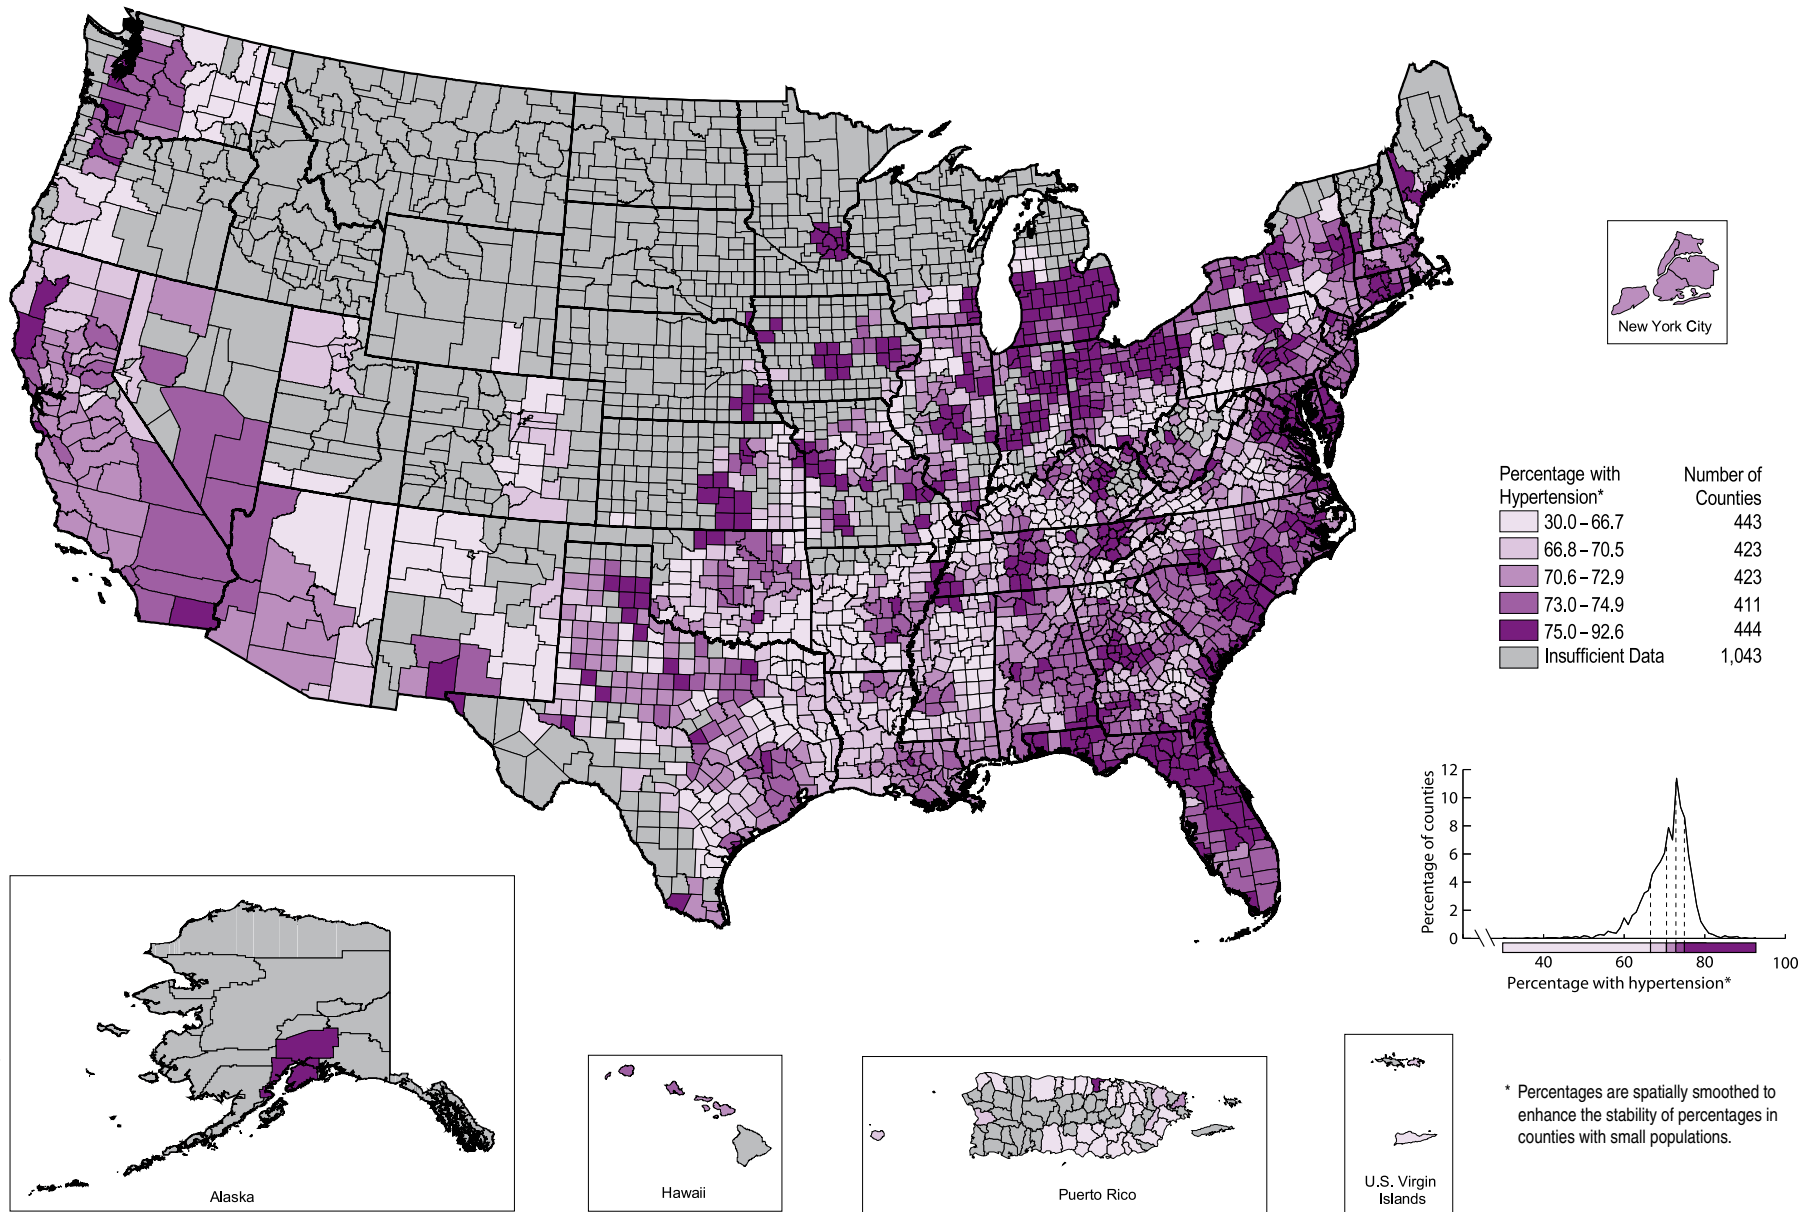 New York City
Percentage with Hypertension* Number of Counties
30.0 – 66.7 443
66.8 – 70.5 423
70.6 – 72.9 423
73.0 – 74.9 411
75.0 – 92.6 444
Insufficient Data 1,043
Percentage of counties
12
10
8
6
4
2
0
40 60 80 100
Percentage with hypertension*
* Percentages are spatially smoothed to
enhance the stability of percentages in
counties with small populations.
Alaska
Hawaii
Puerto Rico
U.S. Virgin
Islands